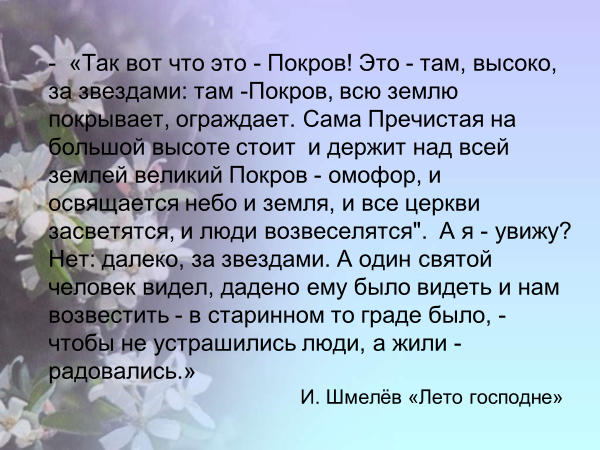 -  «Так вот что это - Покров! Это - там, высоко,
за звездами: там -Покров, всю землю
покрывает, ограждает. Сама Пречистая на
большой высоте стоит  и держит над всей
землей великий Покров - омофор, и
освящается небо и земля, и все церкви
засветятся, и люди возвеселятся".  А я - увижу?
Нет: далеко, за звездами. А один святой
человек видел, дадено ему было видеть и нам
возвестить - в старинном то граде было, -
чтобы не устрашились люди, а жили -
радовались.»
И. Шмелёв «Лето господне»